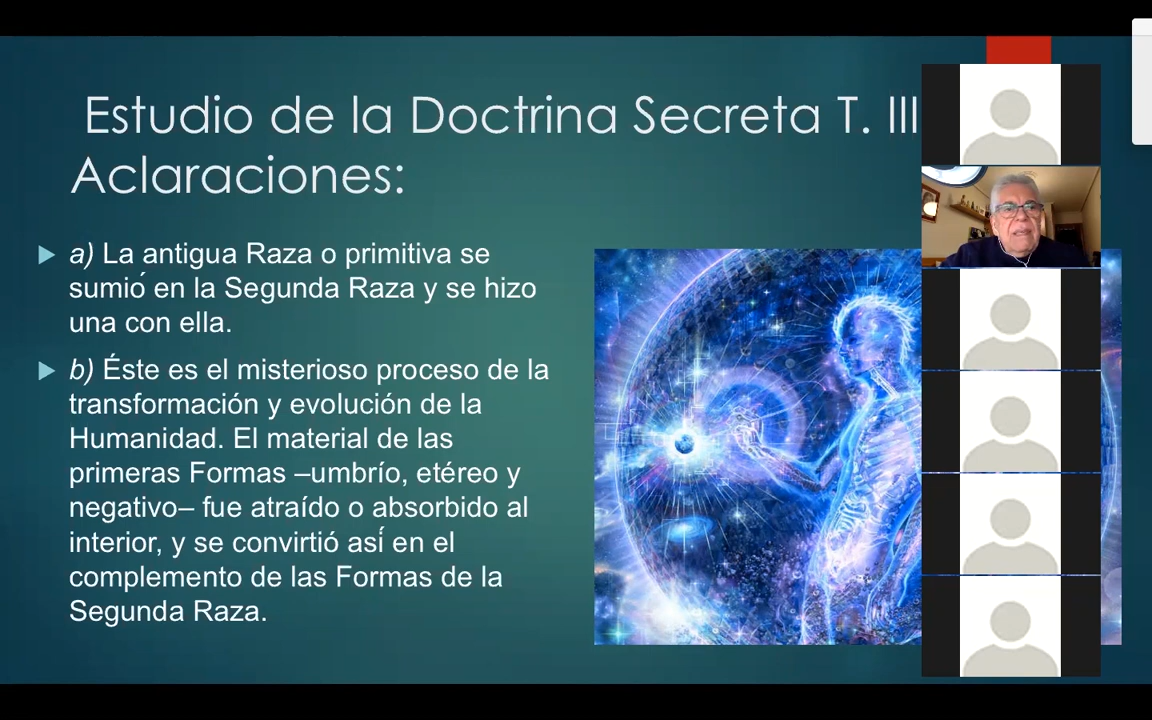 Estudio de la Doctrina Secreta T. III
Aclaraciones:
a) La antigua Raza o primitiva se
sumió en la Segunda Raza y se hizo
una con ella.
b) Éste es el misterioso proceso de la
transformación y evolución de la
Humanidad. El material de las
primeras Formas –umbrío, etéreo y
negativo– fue atraído o absorbido al
interior, y se convirtió así en el
complemento de las Formas de la
Segunda Raza.